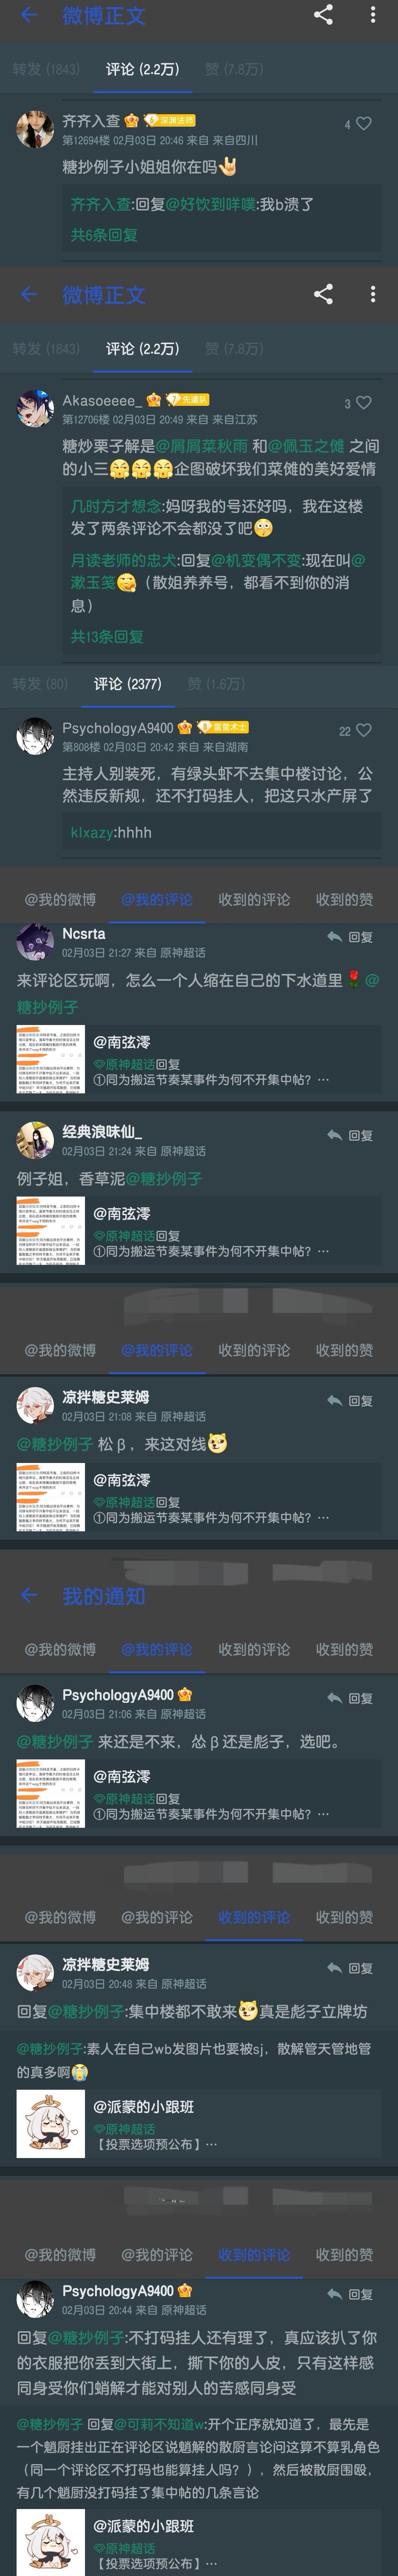 微博正文
转发 (1843) 评论 (2.2万) 赞 (7.8万)
齐齐入查 6 深渊法师
4
第12694楼 02月03日 20:46 来自 来自四川
糖抄例子小姐姐你在吗🤘
齐齐入查:回复@好饮到咩噗:我b溃了
共6条回复
微博正文
转发 (1843) 评论 (2.2万) 赞 (7.8万)
Akasoeeee_ 7 先遣队
3
第12706楼 02月03日 20:49 来自 来自江苏
糖炒栗子解是@屑屑菜秋雨 和@佩玉之傩 之间
的小三😤😤😤企图破坏我们菜傩的美好爱情
几时方才想念:妈呀我的号还好吗，我在这楼
发了两条评论不会都没了吧😳
月读老师的忠犬:回复@机变偶不变:现在叫@
漱玉笺😋（散姐养养号，都看不到你的消
息）
共13条回复
转发 (80) 评论 (2377) 赞 (1.6万)
PsychologyA9400 雷萤术士
22
第808楼 02月03日 20:42 来自 来自湖南
主持人别装死，有绿头虾不去集中楼讨论，公
然违反新规，还不打码挂人，把这只水产屏了
klxazy:hhhh
@我的微博 @我的评论 收到的评论 收到的赞
Ncsrta
回复
02月03日 21:27 来自 原神超话
来评论区玩啊，怎么一个人缩在自己的下水道里🌹@
糖抄例子
@南弦澪
原神超话回复
①同为搬运节奏某事件为何不开集中帖？…
经典浪味仙_
回复
02月03日 21:24 来自 原神超话
例子姐，香草泥@糖抄例子
@南弦澪
原神超话回复
①同为搬运节奏某事件为何不开集中帖？…
@我的微博 @我的评论 收到的评论 收到的赞
凉拌糖史莱姆
回复
02月03日 21:08 来自 原神超话
@糖抄例子 松β，来这对线
@南弦澪
原神超话回复
①同为搬运节奏某事件为何不开集中帖？…
我的通知
@我的微博 @我的评论 收到的评论 收到的赞
PsychologyA9400
回复
02月03日 21:06 来自 原神超话
@糖抄例子 来还是不来，怂β还是彪子，选吧。
@南弦澪
原神超话回复
①同为搬运节奏某事件为何不开集中帖？…
@我的微博 @我的评论 收到的评论 收到的赞
凉拌糖史莱姆
回复
02月03日 20:48 来自 原神超话
回复@糖抄例子:集中楼都不敢来真是彪子立牌坊
@糖抄例子:素人在自己wb发图片也要被sj，散解管天管地管
的真多啊😭
@派蒙的小跟班
原神超话
【投票选项预公布】…
@我的微博 @我的评论 收到的评论 收到的赞
PsychologyA9400
回复
02月03日 20:44 来自 原神超话
回复@糖抄例子:不打码挂人还有理了，真应该扒了你
的衣服把你丢到大街上，撕下你的人皮，只有这样感
同身受你们蛸解才能对别人的苦感同身受
@糖抄例子 回复@可莉不知道w:开个正序就知道了，最先是
一个魈厨挂出正在评论区说魈解的散厨言论问这算不算乳角色
（同一个评论区不打码也能算挂人吗？），然后被散厨围殴，
有几个魈厨没打码挂了集中帖的几条言论
@派蒙的小跟班
原神超话
【投票选项预公布】…